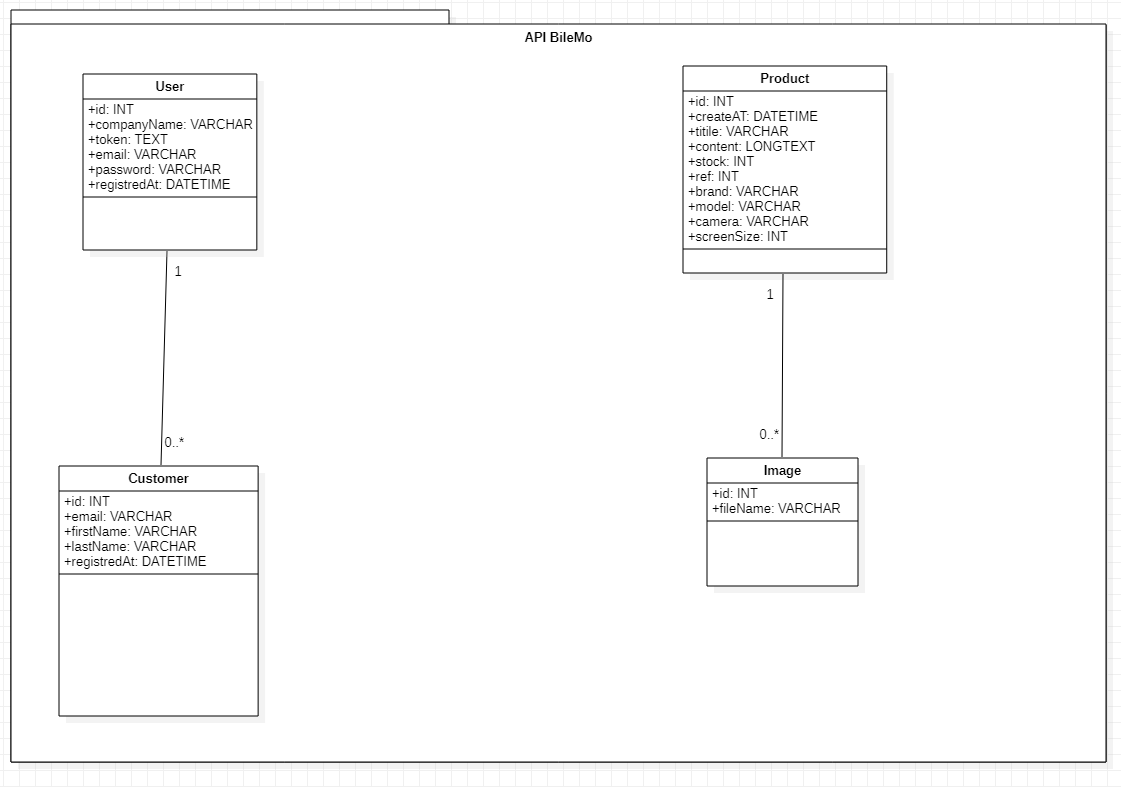 API BileMo
User
+id: INT
+companyName: VARCHAR
+token: TEXT
+email: VARCHAR
+password: VARCHAR
+registredAt: DATETIME
1
0..*
Customer
+id: INT
+email: VARCHAR
+firstName: VARCHAR
+lastName: VARCHAR
+registredAt: DATETIME
Product
+id: INT
+createAT: DATETIME
+titile: VARCHAR
+content: LONGTEXT
+stock: INT
+ref: INT
+brand: VARCHAR
+model: VARCHAR
+camera: VARCHAR
+screenSize: INT
1
0..*
Image
+id: INT
+fileName: VARCHAR